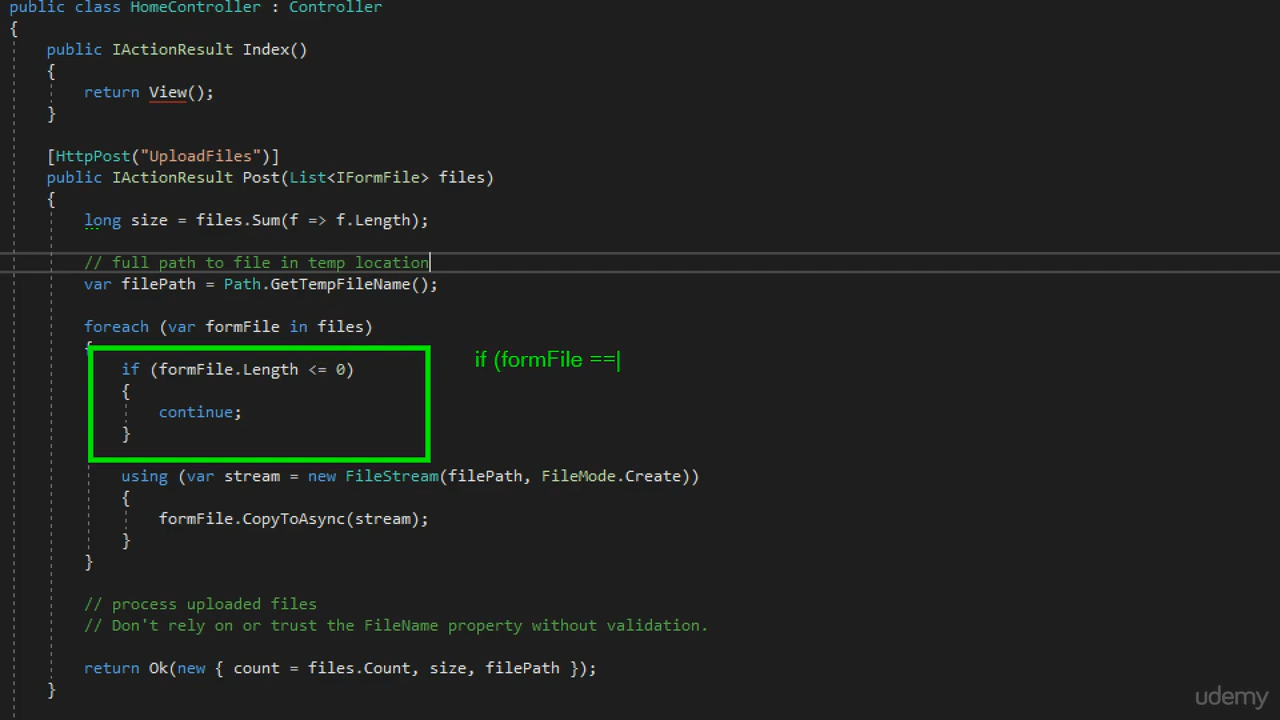 public class HomeController : Controller
{
public IActionResult Index()
{
return View();
}
[HttpPost("UploadFiles")]
public IActionResult Post(List<IFormFile> files)
{
long size = files.Sum(f => f.Length);
// full path to file in temp location
var filePath = Path.GetTempFileName();
foreach (var formFile in files)
{
if (formFile.Length <= 0)
if (formFile ==|
{
continue;
}
using (var stream = new FileStream(filePath, FileMode.Create))
{
formFile.CopyToAsync(stream);
}
}
// process uploaded files
// Don't rely on or trust the FileName property without validation.
return Ok(new { count = files.Count, size, filePath });
}
udemy